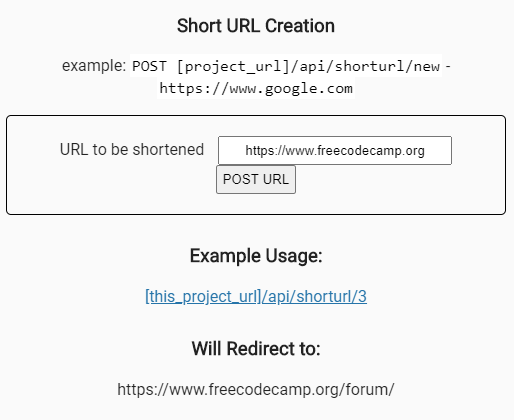 Short URL Creation
example: POST [project_url]/api/shorturl/new -
https://www.google.com
URL to be shortened https://www.freecodecamp.org
POST URL
Example Usage:
[this_project_url]/api/shorturl/3
Will Redirect to:
https://www.freecodecamp.org/forum/